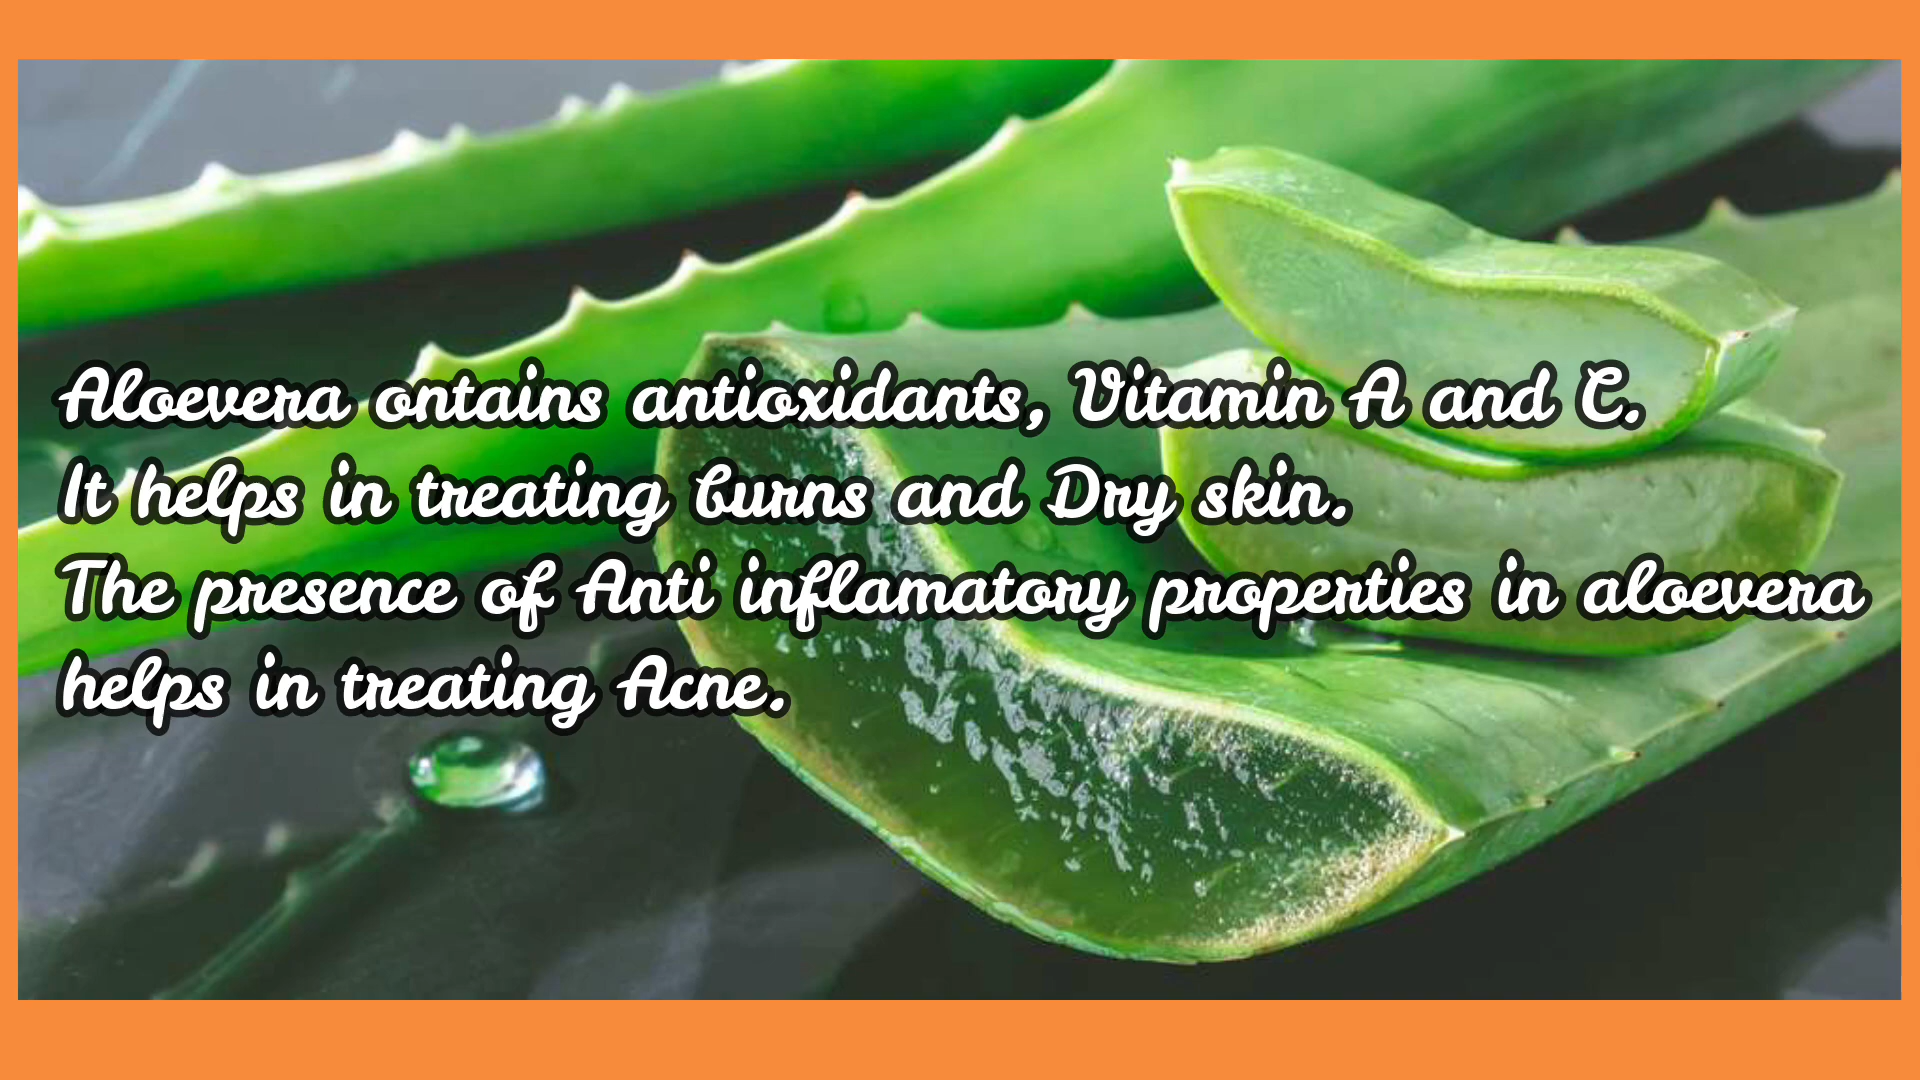 Aloevera ontains antioxidants, Vitamin A and C.
It helps in treating burns and Dry skin.
The presence of Anti inflamatory properties in aloevera
helps in treating Acne.